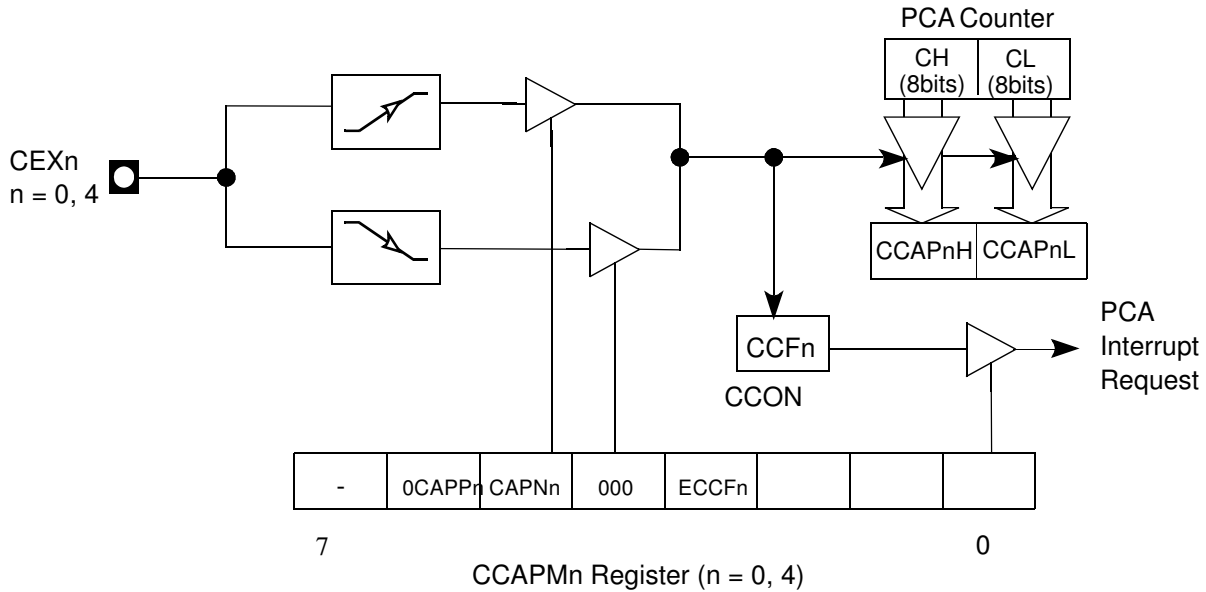 PCA Counter
CH
(8bits)
CL
(8bits)
CEXn
n = 0, 4
CCAPnH
CCAPnL
CCFn
CCON
PCA
Interrupt
Request
- 0CAPPn CAPNn 000 ECCFn
7 0
CCAPMn Register (n = 0, 4)